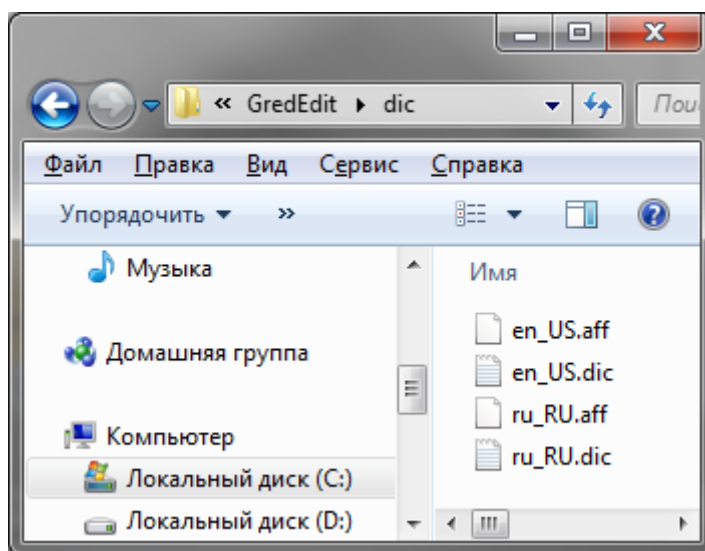 « GredEdit dic
Файл Правка Вид Сервис Справка
Упорядочить »
Музыка
Домашняя группа
Компьютер
Локальный диск (C:)
Локальный диск (D:)
Имя
en_US.aff
en_US.dic
ru_RU.aff
ru_RU.dic